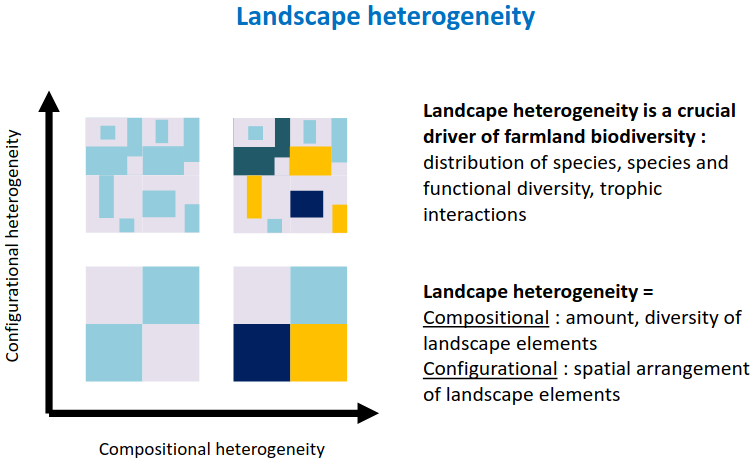 Landscape heterogeneity
Configurational heterogeneity
Compositional heterogeneity
Landcape heterogeneity is a crucial
driver of farmland biodiversity :
distribution of species, species and
functional diversity, trophic
interactions
Landcape heterogeneity =
Compositional : amount, diversity of
landscape elements
Configurational : spatial arrangement
of landscape elements